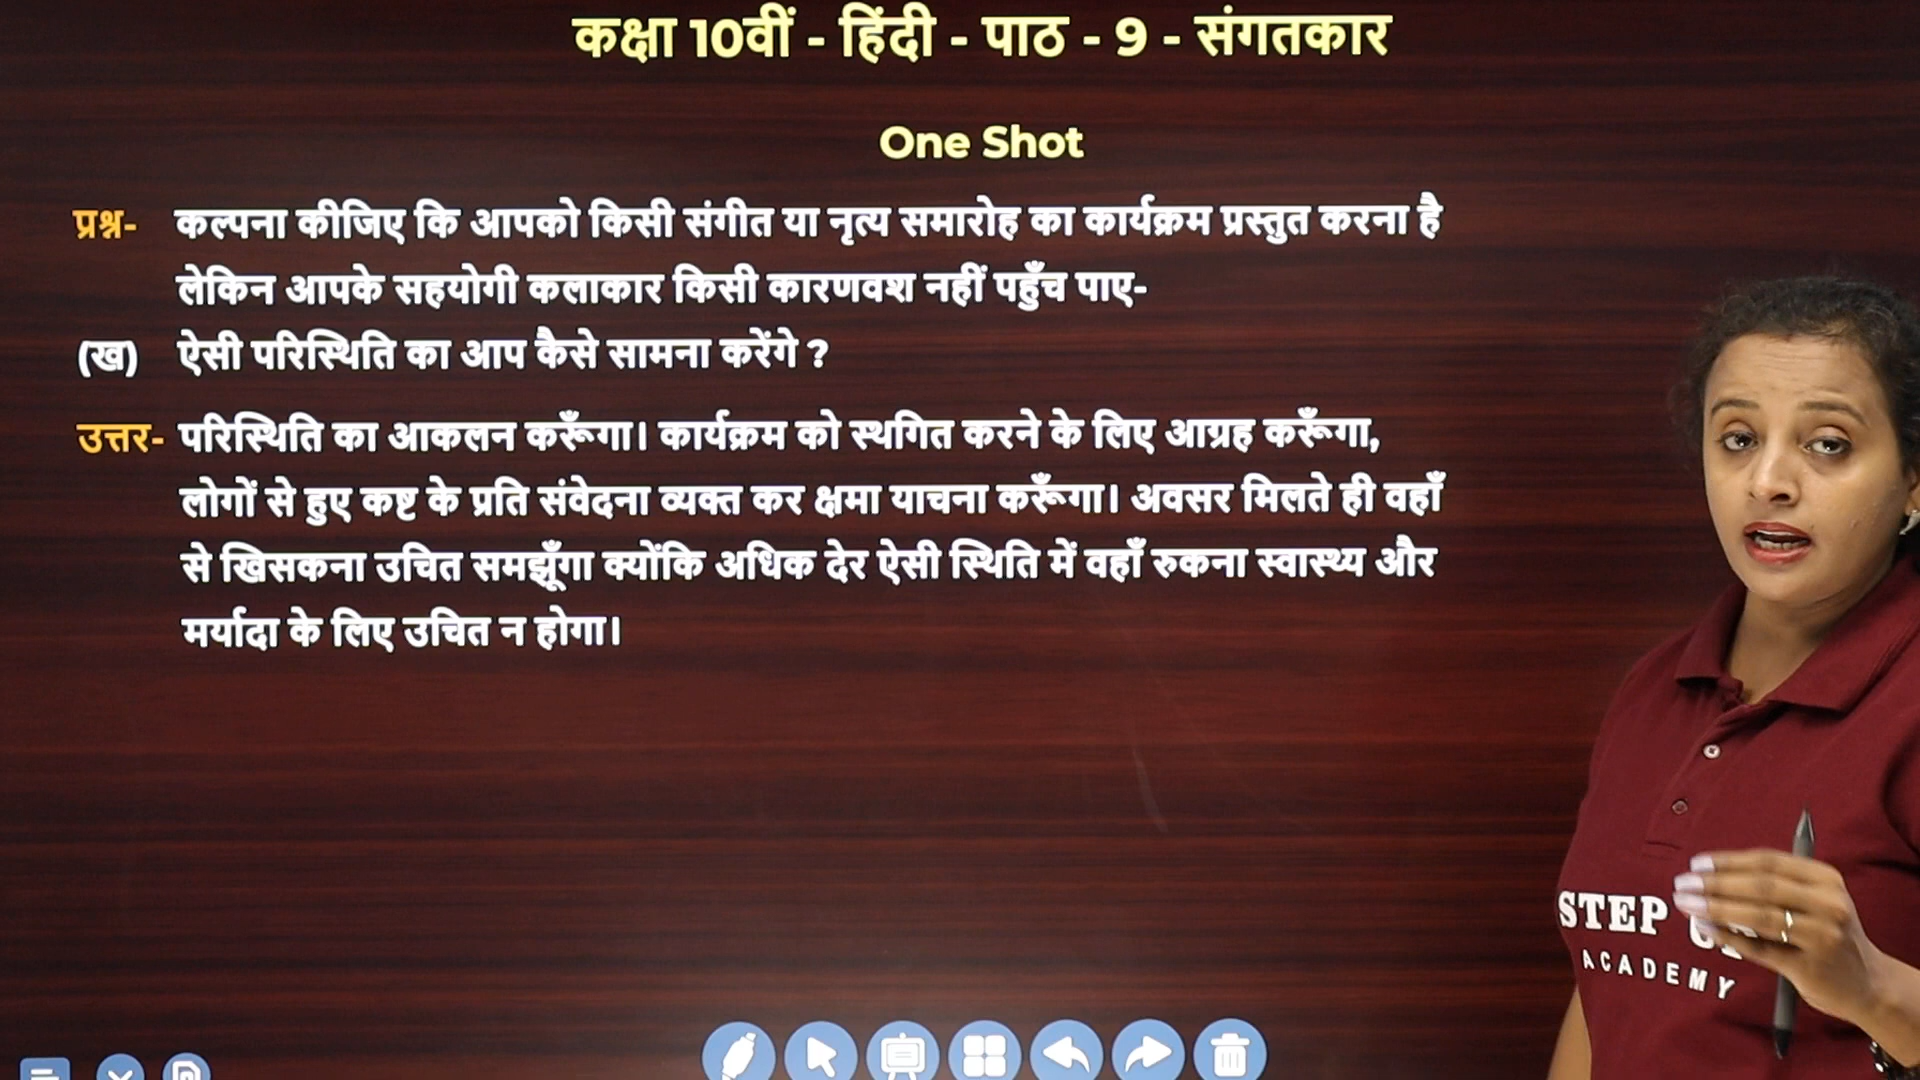 कक्षा 10वीं - हिंदी - पाठ - 9 - संगतकार
One Shot
प्रश्न- कल्पना कीजिए कि आपको किसी संगीत या नृत्य समारोह का कार्यक्रम प्रस्तुत करना है
लेकिन आपके सहयोगी कलाकार किसी कारणवश नहीं पहुँच पाए-
(ख) ऐसी परिस्थिति का आप कैसे सामना करेंगे ?
उत्तर- परिस्थिति का आकलन करूँगा। कार्यक्रम को स्थगित करने के लिए आग्रह करूँगा,
लोगों से हुए कष्ट के प्रति संवेदना व्यक्त कर क्षमा याचना करूँगा। अवसर मिलते ही वहाँ
से खिसकना उचित समझूँगा क्योंकि अधिक देर ऐसी स्थिति में वहाँ रुकना स्वास्थ्य और
मर्यादा के लिए उचित न होगा।
STEP
ACADEMY